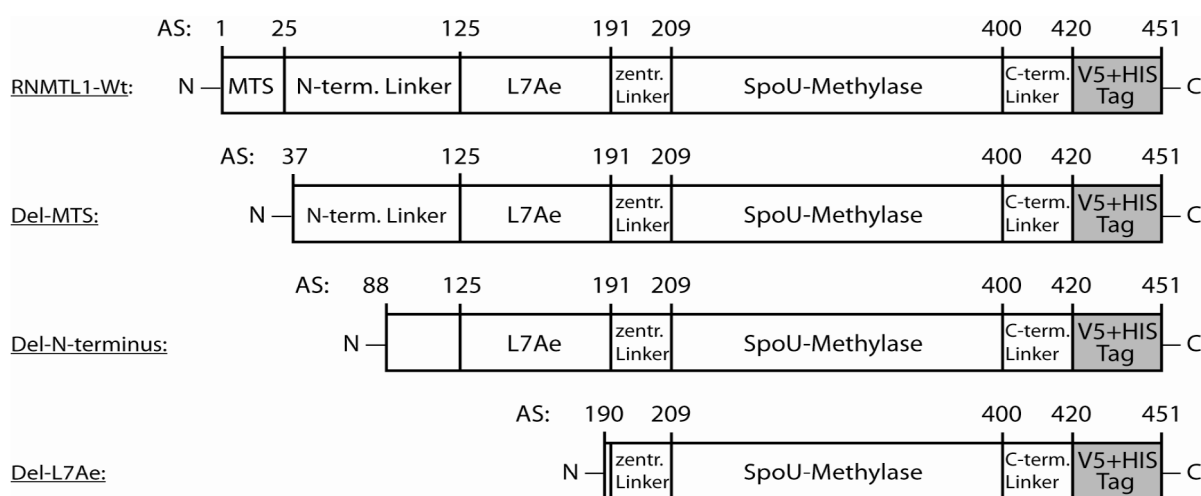 AS: 1 25 125 191 209 400 420 451
RNMTL1-Wt: N MTS N-term. Linker L7Ae zentr. Linker SpoU-Methylase C-term. Linker V5+HIS Tag C
AS: 37 125 191 209 400 420 451
Del-MTS: N N-term. Linker L7Ae zentr. Linker SpoU-Methylase C-term. Linker V5+HIS Tag C
AS: 88 125 191 209 400 420 451
Del-N-terminus: N L7Ae zentr. Linker SpoU-Methylase C-term. Linker V5+HIS Tag C
AS: 190 209 400 420 451
Del-L7Ae: N zentr. Linker SpoU-Methylase C-term. Linker V5+HIS Tag C